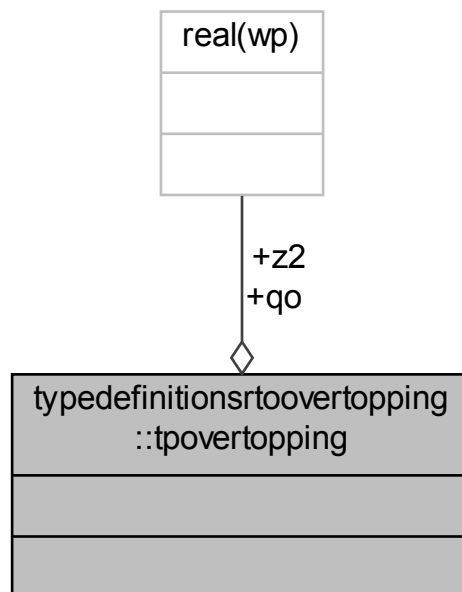 real(wp)
+z2
+qo
typedefinitionsrtoovertopping
::tpovertopping